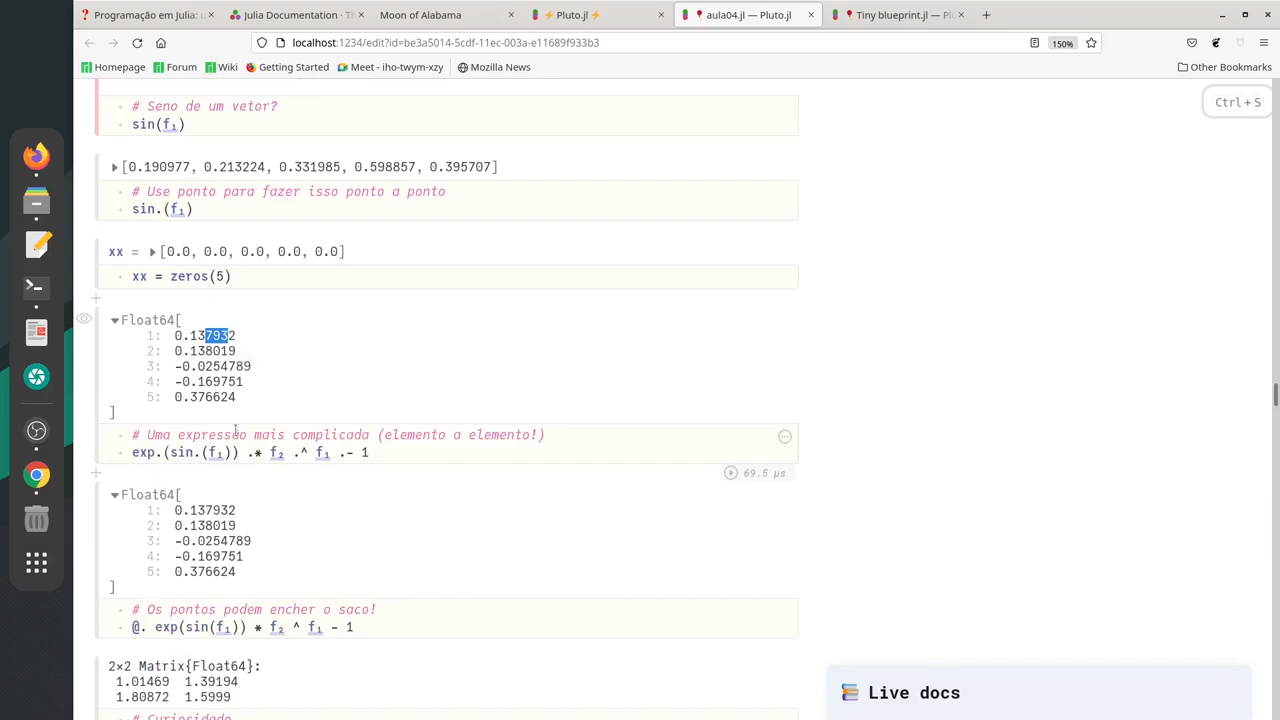 Programação em Julia: u
Julia Documentation · Th
Moon of Alabama
Pluto.jl
aula04.jl — Pluto.jl
Tiny blueprint.jl — Plu
localhost:1234/edit?id=be3a5014-5cdf-11ec-003a-e11689f933b3
150%
Homepage
Forum
Wiki
Getting Started
Meet - iho-twym-xzy
Mozilla News
Other Bookmarks
Ctrl + S
# Seno de um vetor?
sin(f₁)
[0.190977, 0.213224, 0.331985, 0.598857, 0.395707]
# Use ponto para fazer isso ponto a ponto
sin.(f₁)
xx = [0.0, 0.0, 0.0, 0.0, 0.0]
xx = zeros(5)
Float64[
1: 0.137932
2: 0.138019
3: -0.0254789
4: -0.169751
5: 0.376624
]
# Uma expressão mais complicada (elemento a elemento!)
exp.(sin.(f₁)) .* f₂ .^ f₁ .- 1
69.5 μs
Float64[
1: 0.137932
2: 0.138019
3: -0.0254789
4: -0.169751
5: 0.376624
]
# Os pontos podem encher o saco!
@. exp(sin(f₁)) * f₂ ^ f₁ - 1
2×2 Matrix{Float64}:
1.01469 1.39194
1.80872 1.5999
# Curiosidade
Live docs